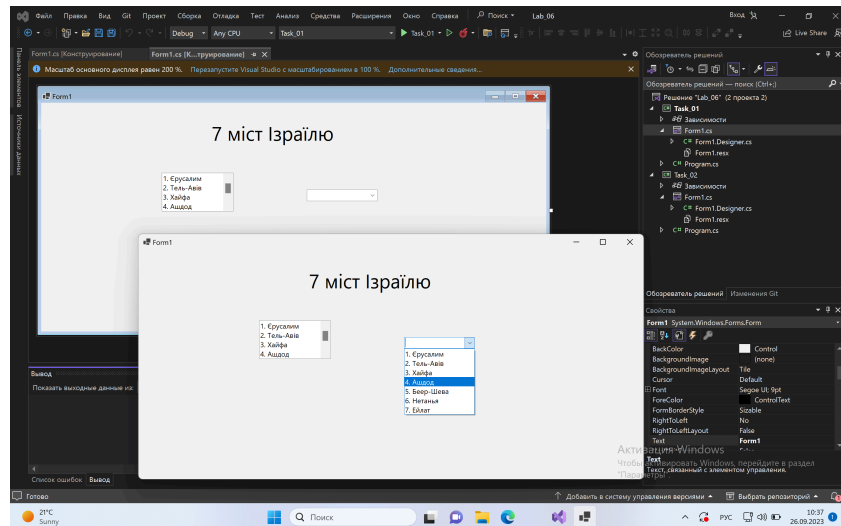 Файл Правка Вид Git Проект Сборка Отладка Тест Анализ Средства Расширения Окно Справка Поиск Lab_06 Вход
Debug Any CPU Task_01 Task_01 Live Share
Form1.cs [Конструирование] Form1.cs [К...труирование]
Масштаб основного дисплея равен 200 %. Перезапустите Visual Studio с масштабированием в 100 %. Дополнительные сведения...
Панель элементов
Источники данных
Form1
7 міст Ізраїлю
1. Єрусалим
2. Тель-Авів
3. Хайфа
4. Ашдод
Form1
7 міст Ізраїлю
1. Єрусалим
2. Тель-Авів
3. Хайфа
4. Ашдод
1. Єрусалим
2. Тель-Авів
3. Хайфа
4. Ашдод
5. Беер-Шева
6. Нетанья
7. Ейлат
Вывод
Показать выходные данные из:
Список ошибок Вывод
Обозреватель решений
Обозреватель решений — поиск (Ctrl+;)
Решение "Lab_06" (2 проекта 2)
Task_01
Зависимости
Form1.cs
Form1.Designer.cs
Form1.resx
Program.cs
Task_02
Зависимости
Form1.cs
Form1.Designer.cs
Form1.resx
Program.cs
Обозреватель решений Изменения Git
Свойства
Form1 System.Windows.Forms.Form
BackColor Control
BackgroundImage (none)
BackgroundImageLayout Tile
Cursor Default
Font Segoe UI; 9pt
ForeColor ControlText
FormBorderStyle Sizable
RightToLeft No
RightToLeftLayout False
Text Form1
Text
Текст, связанный с элементом управления.
Активация Windows
Чтобы активировать Windows, перейдите в раздел
"Параметры".
Готово Добавить в систему управления версиями Выбрать репозиторий
21°C
Sunny
Поиск
РУС
10:37
26.09.2023